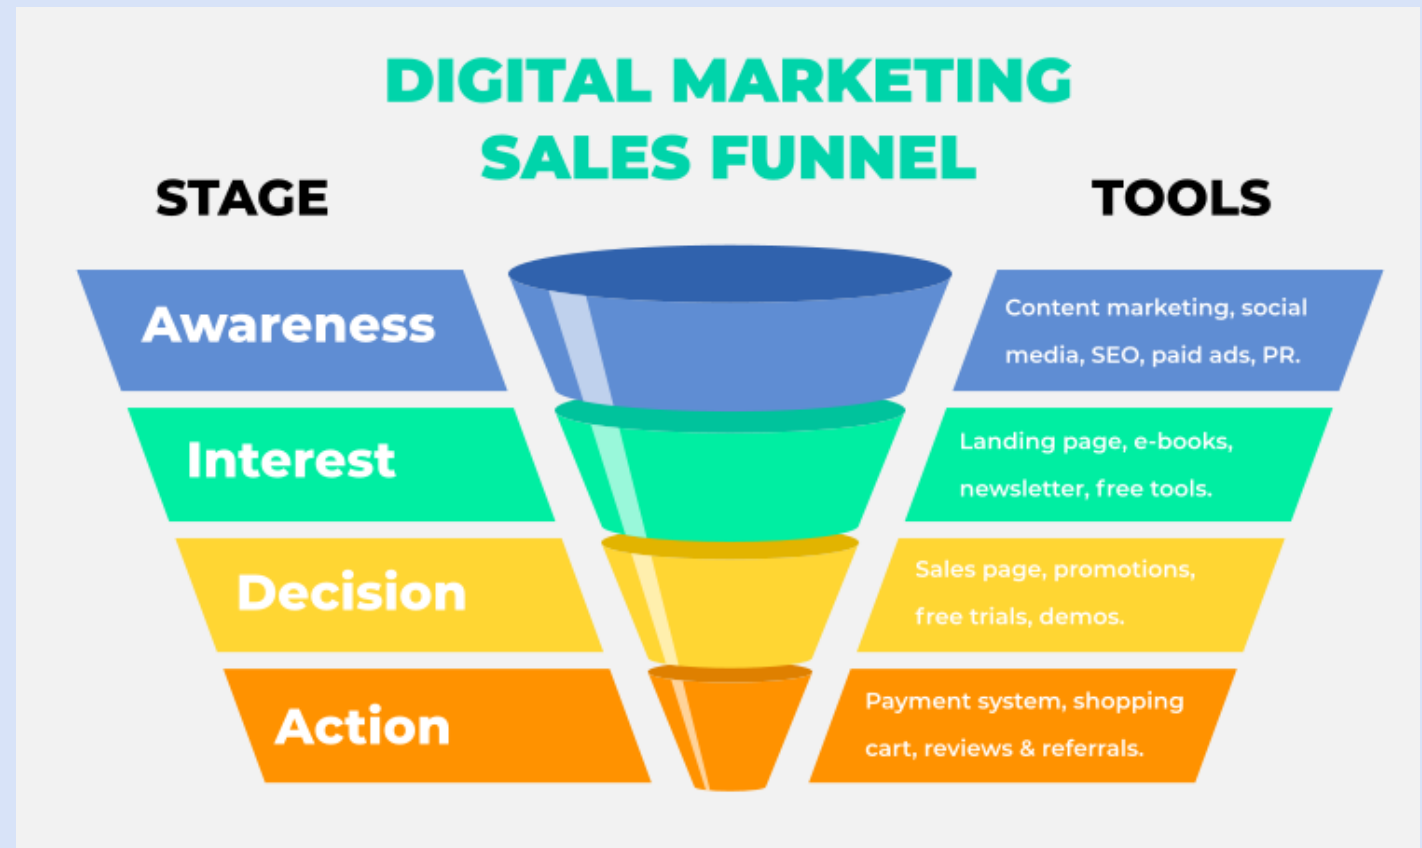 DIGITAL MARKETING
SALES FUNNEL
STAGE
TOOLS
Awareness
Content marketing, social
media, SEO, paid ads, PR.
Interest
Landing page, e-books,
newsletter, free tools.
Decision
Sales page, promotions,
free trials, demos.
Action
Payment system, shopping
cart, reviews & referrals.